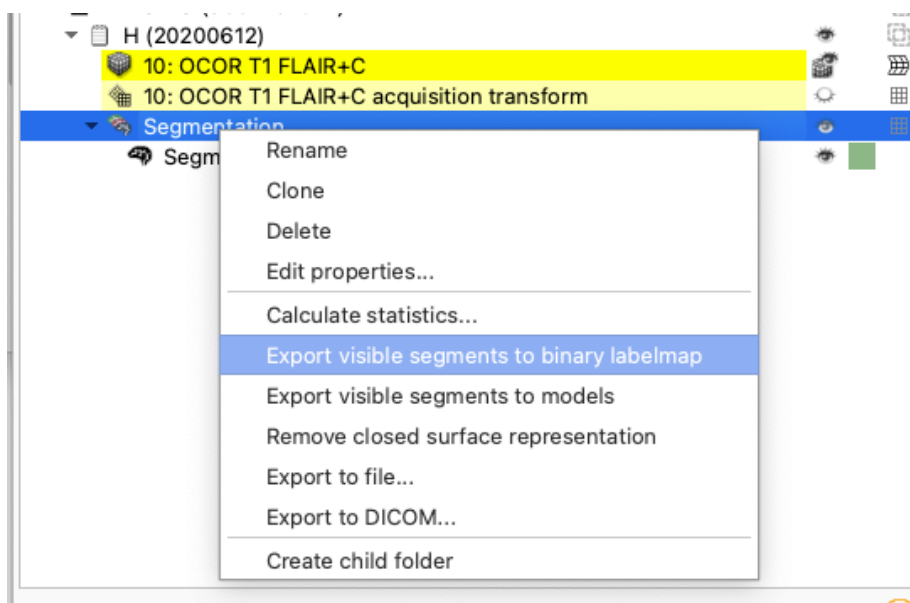 H (20200612)
10: OCOR T1 FLAIR+C
10: OCOR T1 FLAIR+C acquisition transform
Segmentation
Segm
Rename
Clone
Delete
Edit properties...
Calculate statistics...
Export visible segments to binary labelmap
Export visible segments to models
Remove closed surface representation
Export to file...
Export to DICOM...
Create child folder